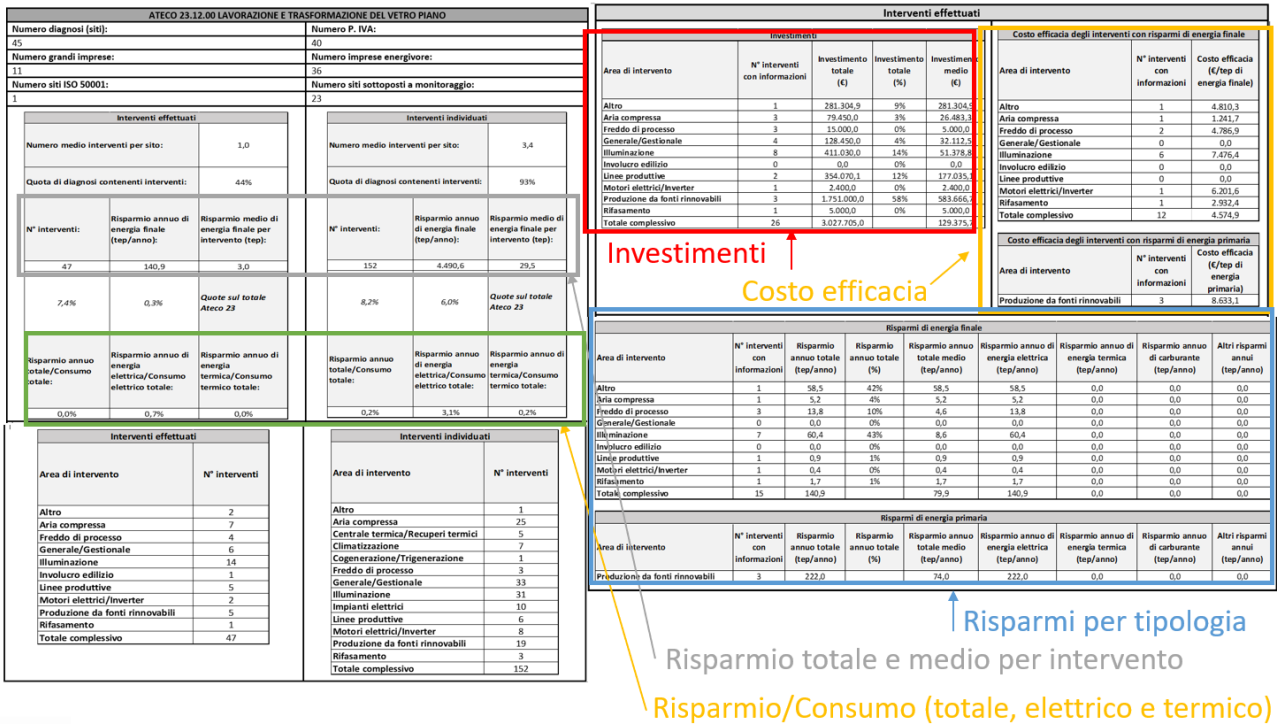 ATECO 23.12.00 LAVORAZIONE E TRASFORMAZIONE DEL VETRO PIANO
Numero diagnosi (siti): Numero P. IVA:
45 40
Numero grandi imprese: Numero imprese energivore:
11 36
Numero siti ISO 50001: Numero siti sottoposti a monitoraggio:
1 23
Interventi effettuati
Numero medio interventi per sito: 1,0
Quota di diagnosi contenenti interventi: 44%
N° interventi: Risparmio annuo di energia finale (tep/anno): Risparmio medio di energia finale per intervento (tep):
47 140,9 3,0
7,4% 0,3% Quote sul totale Ateco 23
Risparmio annuo totale/Consumo totale: Risparmio annuo di energia elettrica/Consumo elettrico totale: Risparmio annuo di energia termica/Consumo termico totale:
0,0% 0,7% 0,0%
Interventi individuati
Numero medio interventi per sito: 3,4
Quota di diagnosi contenenti interventi: 93%
N° interventi: Risparmio annuo di energia finale (tep/anno): Risparmio medio di energia finale per intervento (tep):
152 4.490,6 29,5
8,2% 6,0% Quote sul totale Ateco 23
Risparmio annuo totale/Consumo totale: Risparmio annuo di energia elettrica/Consumo elettrico totale: Risparmio annuo di energia termica/Consumo termico totale:
0,2% 3,1% 0,2%
Interventi effettuati
Area di intervento N° interventi
Altro 2
Aria compressa 7
Freddo di processo 4
Generale/Gestionale 6
Illuminazione 14
Involucro edilizio 1
Linee produttive 5
Motori elettrici/Inverter 2
Produzione da fonti rinnovabili 5
Rifasamento 1
Totale complessivo 47
Interventi individuati
Area di intervento N° interventi
Altro 1
Aria compressa 25
Centrale termica/Recuperi termici 5
Climatizzazione 7
Cogenerazione/Trigenerazione 1
Freddo di processo 3
Generale/Gestionale 33
Illuminazione 31
Impianti elettrici 10
Linee produttive 6
Motori elettrici/Inverter 8
Produzione da fonti rinnovabili 19
Rifasamento 3
Totale complessivo 152
Interventi effettuati
Investimenti
Area di intervento N° interventi con informazioni Investimento totale (€) Investimento totale (%) Investimento medio (€)
Altro 1 281.304,9 9% 281.304,9
Aria compressa 3 79.450,0 3% 26.483,3
Freddo di processo 3 15.000,0 0% 5.000,0
Generale/Gestionale 4 128.450,0 4% 32.112,5
Illuminazione 8 411.030,0 14% 51.378,8
Involucro edilizio 0 0,0 0% 0,0
Linee produttive 2 354.070,1 12% 177.035,1
Motori elettrici/Inverter 1 2.400,0 0% 2.400,0
Produzione da fonti rinnovabili 3 1.751.000,0 58% 583.666,7
Rifasamento 1 5.000,0 0% 5.000,0
Totale complessivo 26 3.027.705,0 129.375,7
Investimenti
Costo efficacia degli interventi con risparmi di energia finale
Area di intervento N° interventi con informazioni Costo efficacia (€/tep di energia finale)
Altro 1 4.810,3
Aria compressa 1 1.241,7
Freddo di processo 2 4.786,9
Generale/Gestionale 0 0,0
Illuminazione 6 7.476,4
Involucro edilizio 0 0,0
Linee produttive 0 0,0
Motori elettrici/Inverter 1 6.201,6
Rifasamento 1 2.932,4
Totale complessivo 12 4.574,9
Costo efficacia degli interventi con risparmi di energia primaria
Area di intervento N° interventi con informazioni Costo efficacia (€/tep di energia primaria)
Produzione da fonti rinnovabili 3 8.633,1
Costo efficacia
Risparmi di energia finale
Area di intervento N° interventi con informazioni Risparmio annuo totale (tep/anno) Risparmio annuo totale (%) Risparmio annuo totale medio (tep/anno) Risparmio annuo di energia elettrica (tep/anno) Risparmio annuo di energia termica (tep/anno) Risparmio annuo di carburante (tep/anno) Altri risparmi annui (tep/anno)
Altro 1 58,5 42% 58,5 58,5 0,0 0,0 0,0
Aria compressa 1 5,2 4% 5,2 5,2 0,0 0,0 0,0
Freddo di processo 3 13,8 10% 4,6 13,8 0,0 0,0 0,0
Generale/Gestionale 0 0,0 0% 0,0 0,0 0,0 0,0 0,0
Illuminazione 7 60,4 43% 8,6 60,4 0,0 0,0 0,0
Involucro edilizio 0 0,0 0% 0,0 0,0 0,0 0,0 0,0
Linee produttive 1 0,9 1% 0,9 0,9 0,0 0,0 0,0
Motori elettrici/Inverter 1 0,4 0% 0,4 0,4 0,0 0,0 0,0
Rifasamento 1 1,7 1% 1,7 1,7 0,0 0,0 0,0
Totale complessivo 15 140,9 79,9 140,9 0,0 0,0 0,0
Risparmi di energia primaria
Area di intervento N° interventi con informazioni Risparmio annuo totale (tep/anno) Risparmio annuo totale (%) Risparmio annuo totale medio (tep/anno) Risparmio annuo di energia elettrica (tep/anno) Risparmio annuo di energia termica (tep/anno) Risparmio annuo di carburante (tep/anno) Altri risparmi annui (tep/anno)
Produzione da fonti rinnovabili 3 222,0 74,0 222,0 0,0 0,0 0,0
Risparmi per tipologia
Risparmio totale e medio per intervento
Risparmio/Consumo (totale, elettrico e termico)